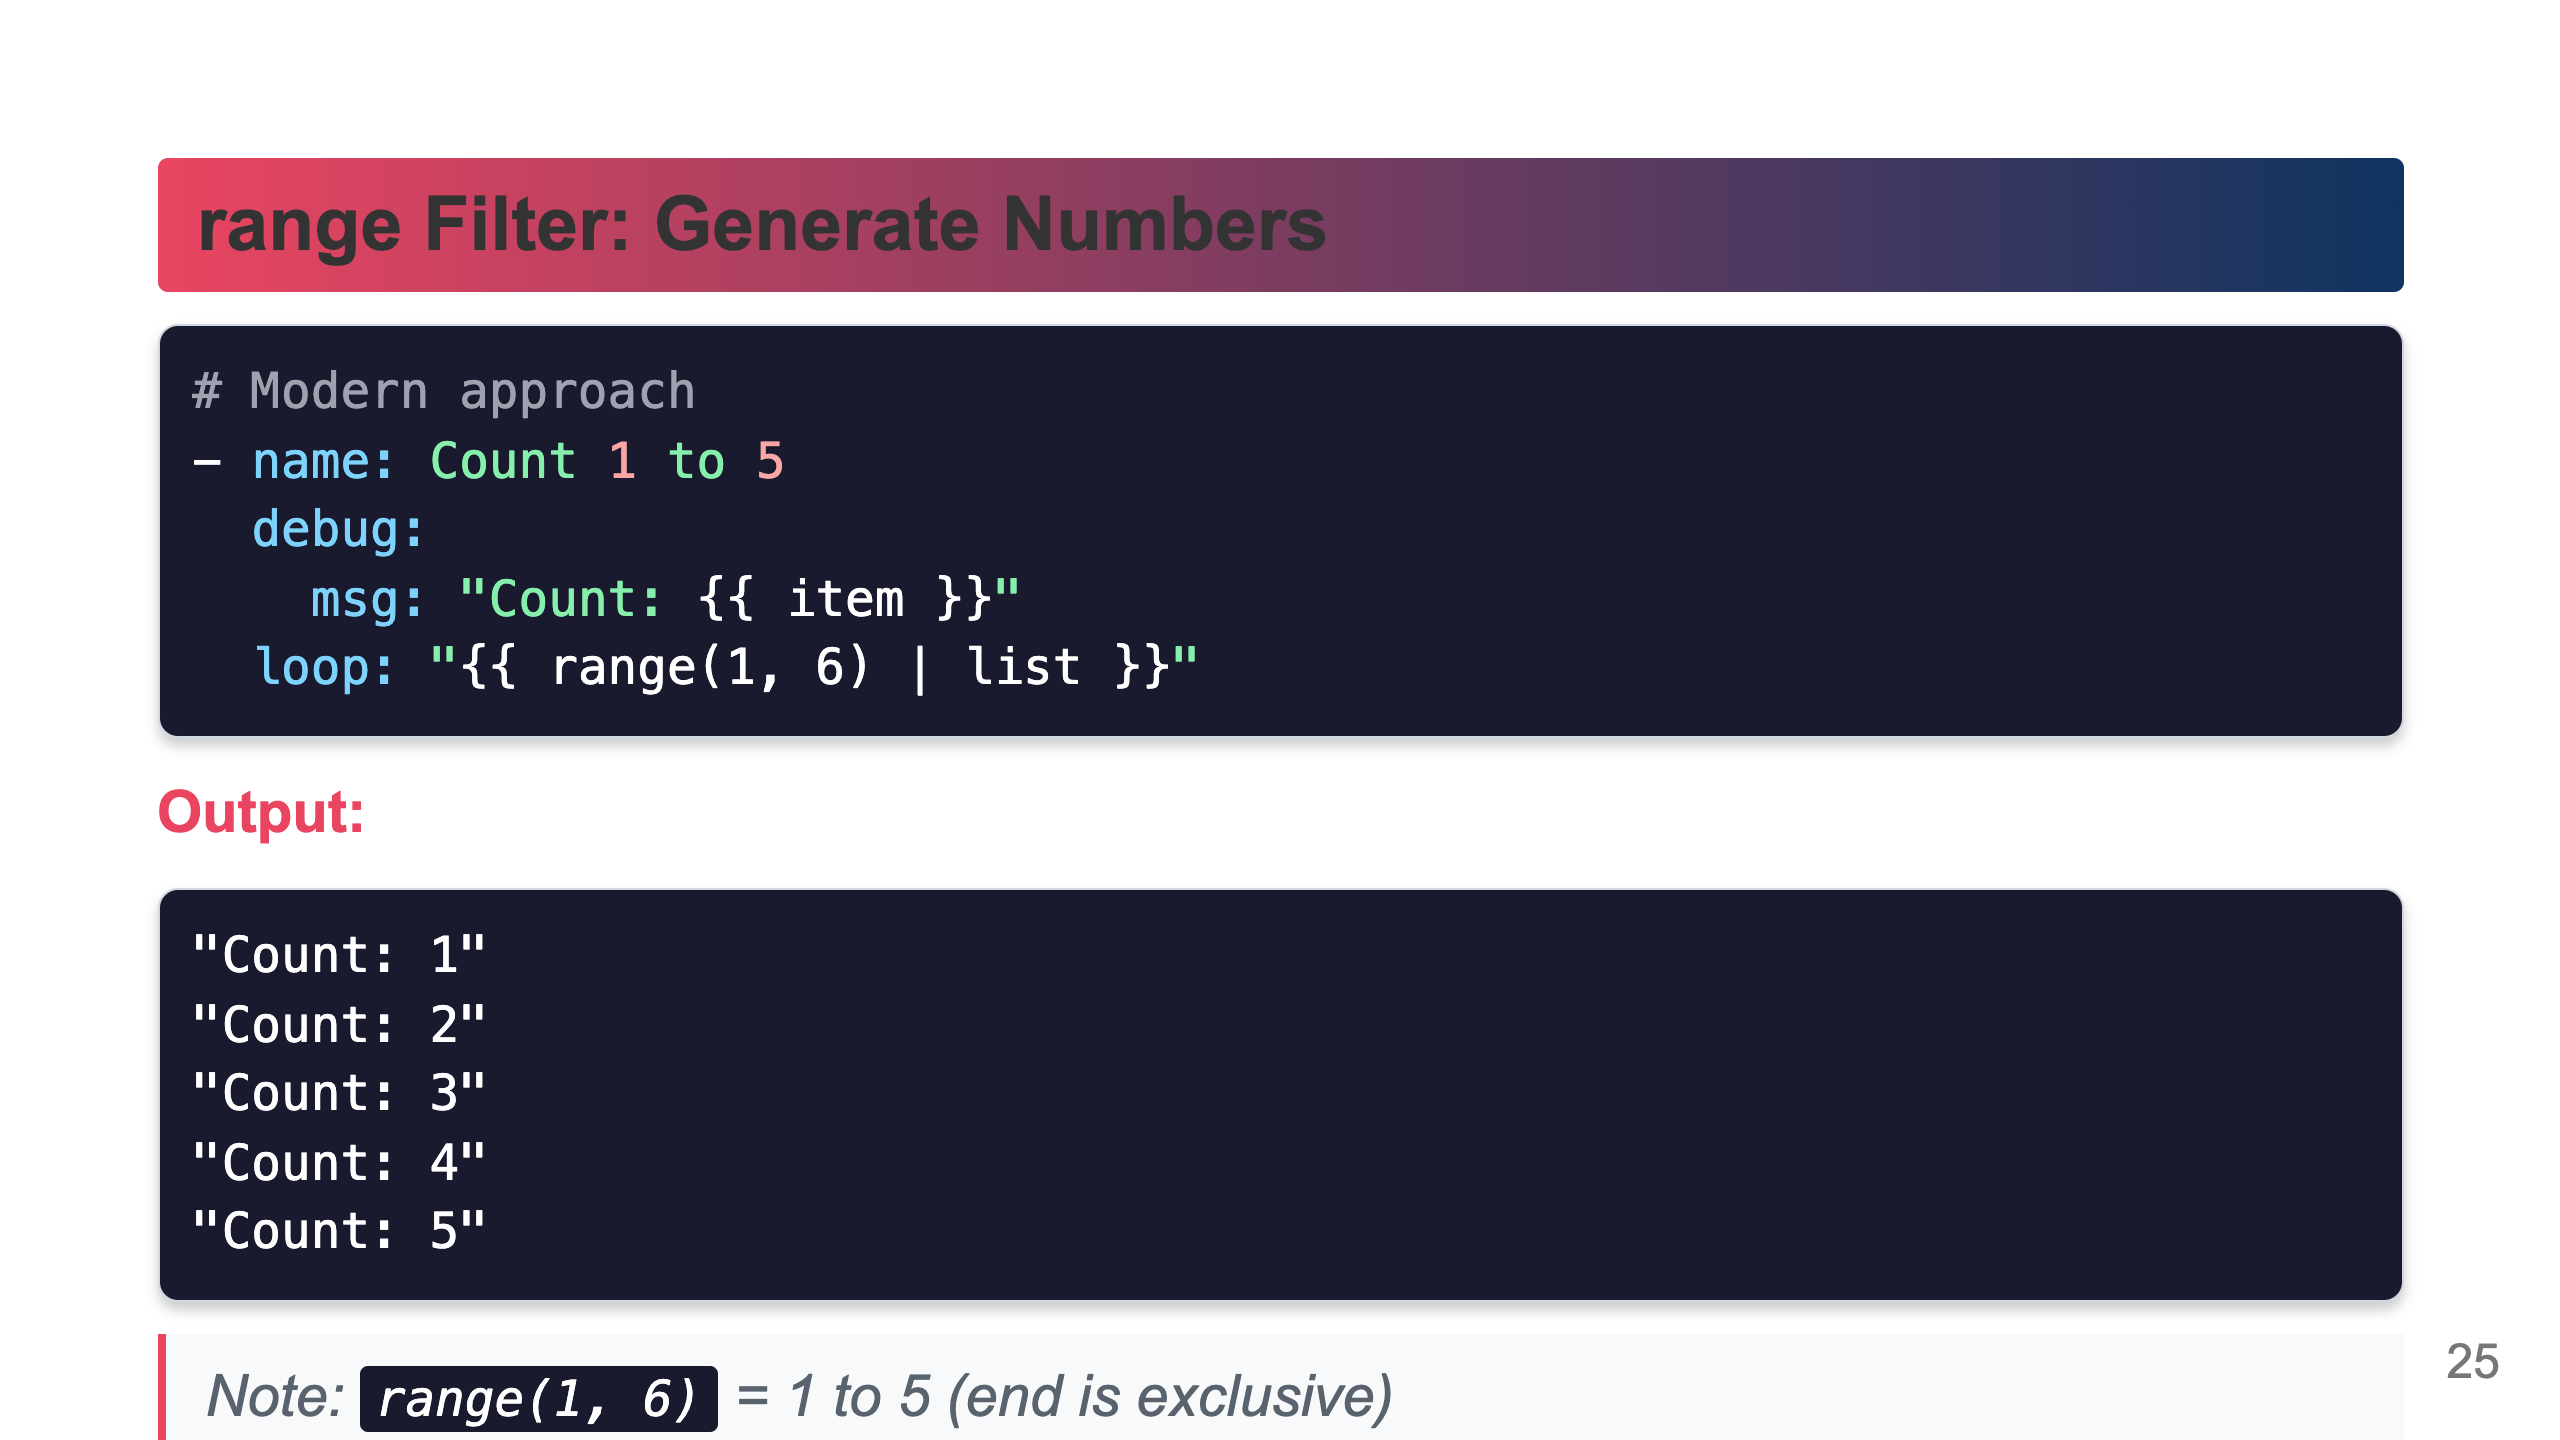 range Filter: Generate Numbers
# Modern approach
- name: Count 1 to 5
  debug:
    msg: "Count: {{ item }}"
  loop: "{{ range(1, 6) | list }}"
Output:
"Count: 1"
"Count: 2"
"Count: 3"
"Count: 4"
"Count: 5"
Note: range(1, 6) = 1 to 5 (end is exclusive)
25